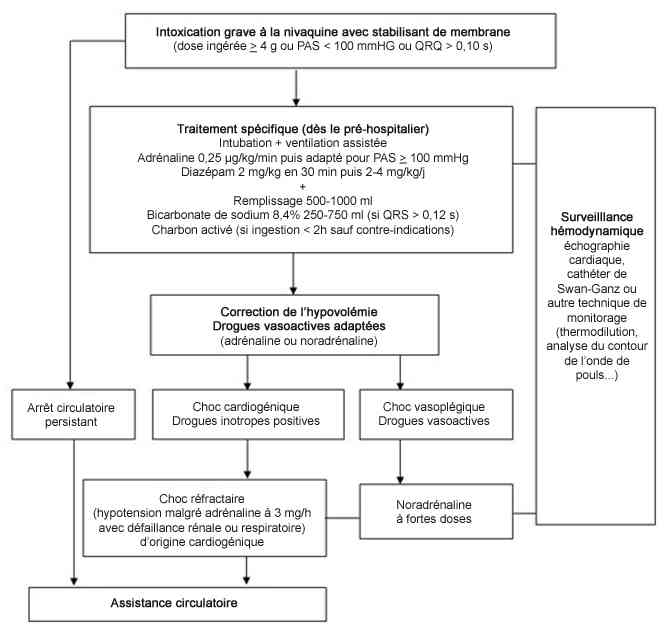 Intoxication grave à la nivaquine avec stabilisant de membrane
(dose ingérée ≥ 4 g ou PAS < 100 mmHG ou QRQ > 0,10 s)
Traitement spécifique (dès le pré-hospitalier)
Intubation + ventilation assistée
Adrénaline 0,25 µg/kg/min puis adapté pour PAS ≥ 100 mmHg
Diazépam 2 mg/kg en 30 min puis 2-4 mg/kg/j
+
Remplissage 500-1000 ml
Bicarbonate de sodium 8,4% 250-750 ml (si QRS > 0,12 s)
Charbon activé (si ingestion < 2h sauf contre-indications)
Surveilllance
hémodynamique
échographie
cardiaque,
cathéter de
Swan-Ganz ou
autre technique de
monitorage
(thermodilution,
analyse du contour
de l'onde de
pouls...)
Correction de l'hypovolémie
Drogues vasoactives adaptées
(adrénaline ou noradrénaline)
Arrêt circulatoire
persistant
Choc cardiogénique
Drogues inotropes positives
Choc vasoplégique
Drogues vasoactives
Choc réfractaire
(hypotension malgré adrénaline à 3 mg/h
avec défaillance rénale ou respiratoire)
d'origine cardiogénique
Noradrénaline
à fortes doses
Assistance circulatoire